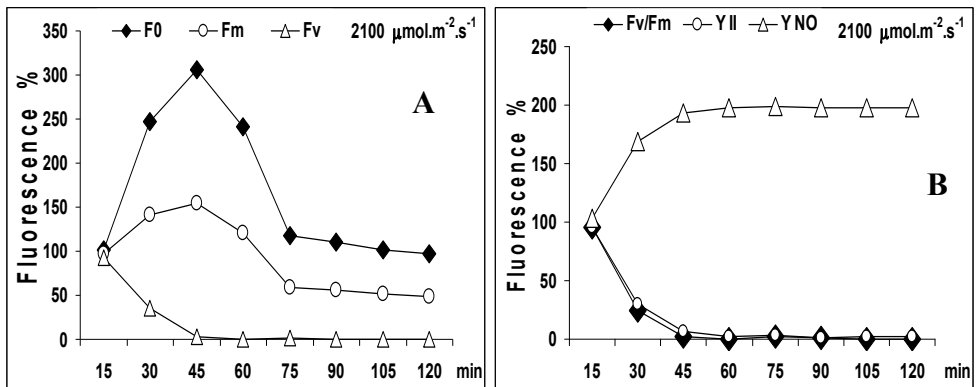 F0 Fm Fv 2100 µmol.m-2.s-1
Fluorescence %
350
300
250
200
150
100
50
0
A
15 30 45 60 75 90 105 120 min
Fv/Fm Y II Y NO 2100 µmol.m-2.s-1
Fluorescence %
250
200
150
100
50
0
B
15 30 45 60 75 90 105 120 min